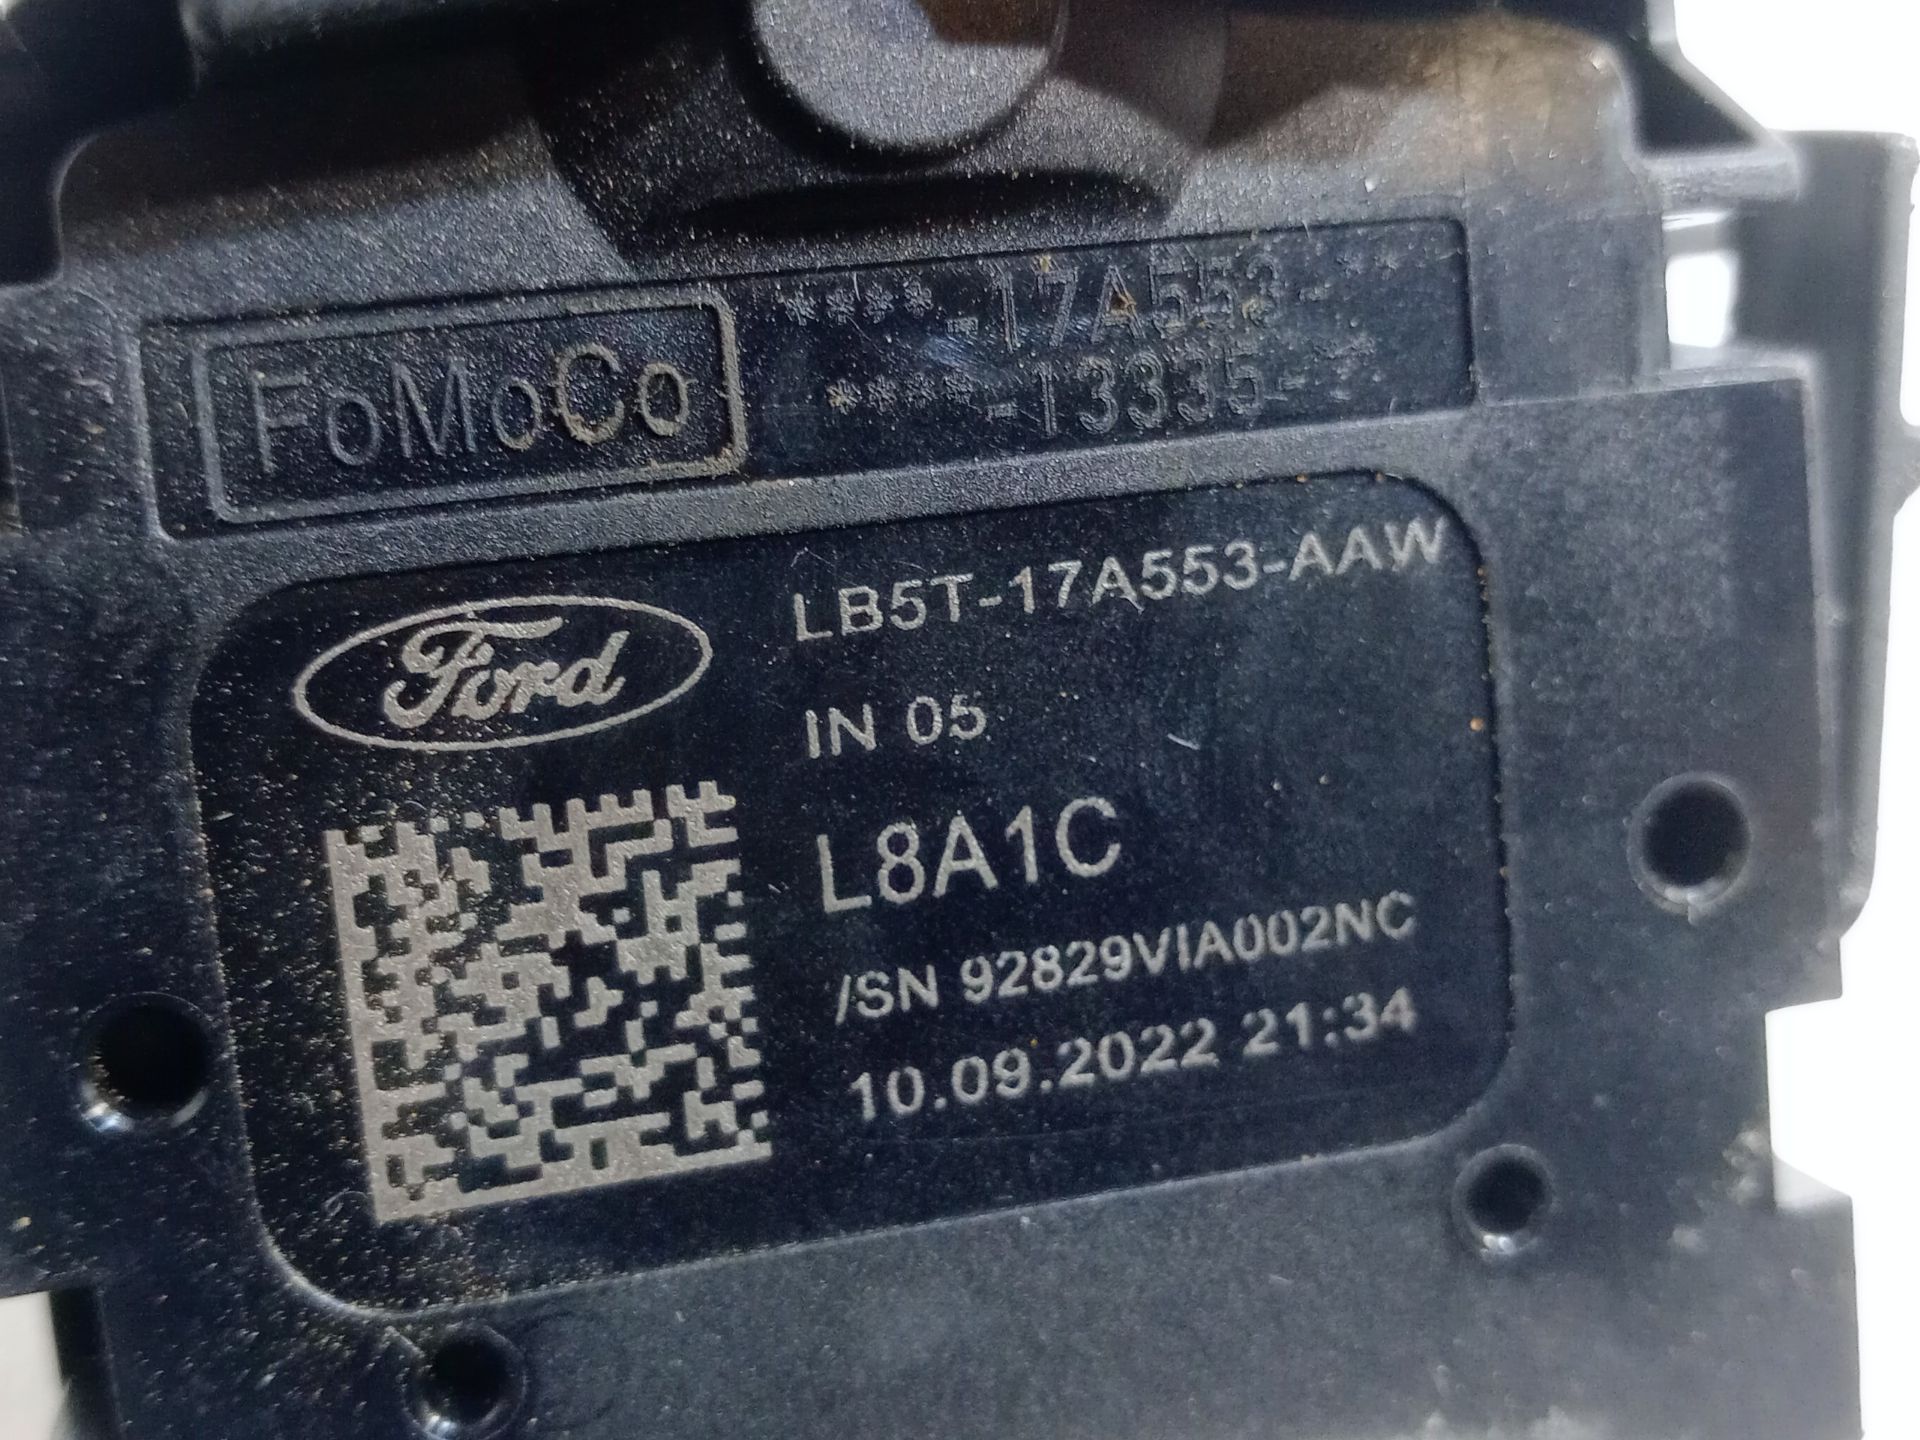 FoMoCo
****-17A553-**
****-13335-**
Ford
LB5T-17A553-AAW
IN 05
L8A1C
/SN 92829VIA002NC
10.09.2022 21:34